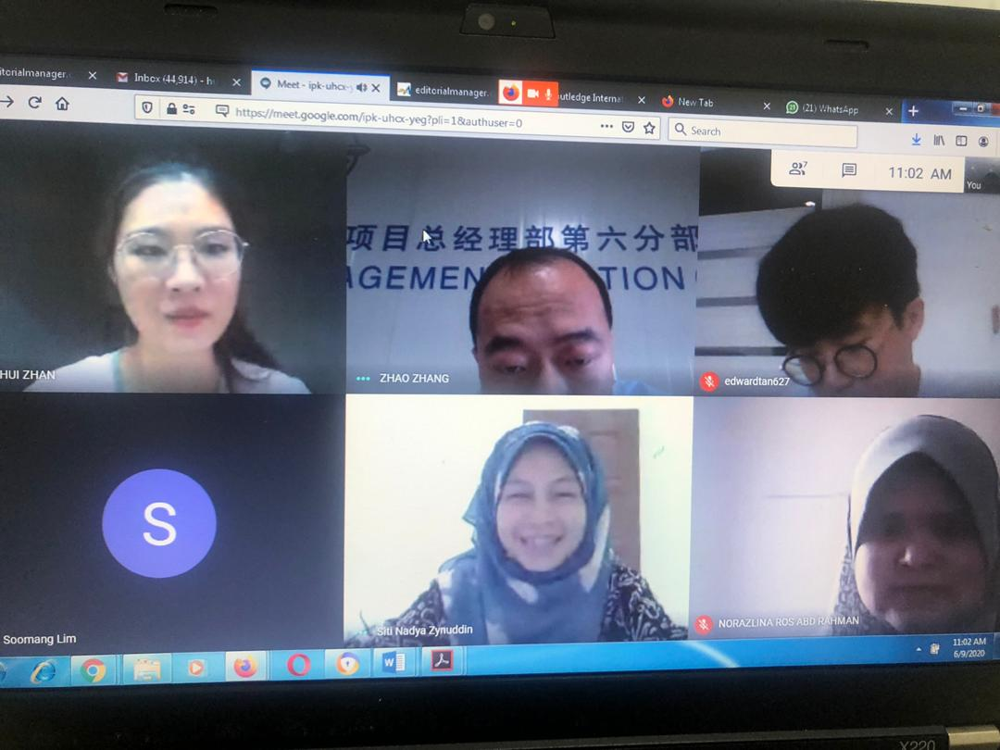 itorialmanager.
Inbox (44,914) - h
Meet - ipk-uhcx-y
editorialmanager.
utledge Internat
New Tab
(21) WhatsApp
https://meet.google.com/ipk-uhcx-yeg?pli=1&authuser=0
Search
7
11:02 AM
You
项目总经理部第六分部
AGEMEN
TION
HUI ZHAN
ZHAO ZHANG
edwardtan627
S
Soomang Lim
Siti Nadya Zynuddin
NORAZLINA ROS ABD RAHMAN
11:02 AM
6/9/2020
X220